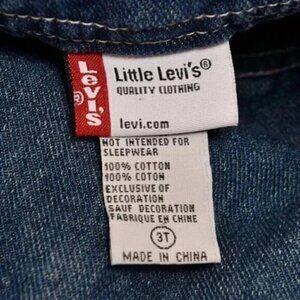 LEVI'S®
Little Levi's®
QUALITY CLOTHING
levi.com
NOT INTENDED FOR
SLEEPWEAR
100% COTTON
100% COTON
EXCLUSIVE OF
DECORATION
SAUF DECORATION
FABRIQUE EN CHINE
3T
MADE IN CHINA